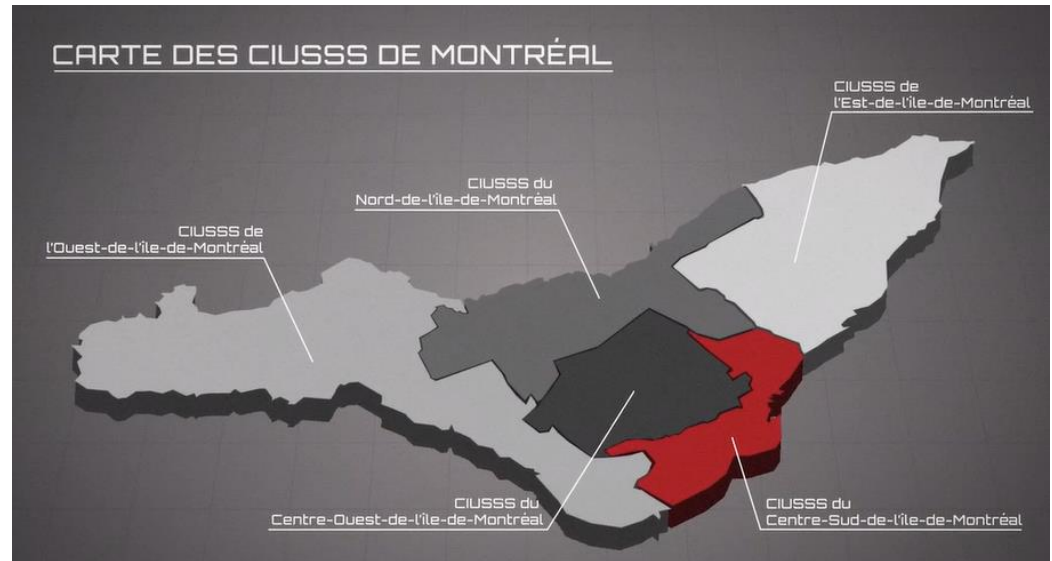 CARTE DES CIUSSS DE MONTRÉAL
CIUSSS de
l'Est-de-l'île-de-Montréal
CIUSSS du
Nord-de-l'île-de-Montréal
CIUSSS de
l'Ouest-de-l'île-de-Montréal
CIUSSS du
Centre-Ouest-de-l'île-de-Montréal
CIUSSS du
Centre-Sud-de-l'île-de-Montréal